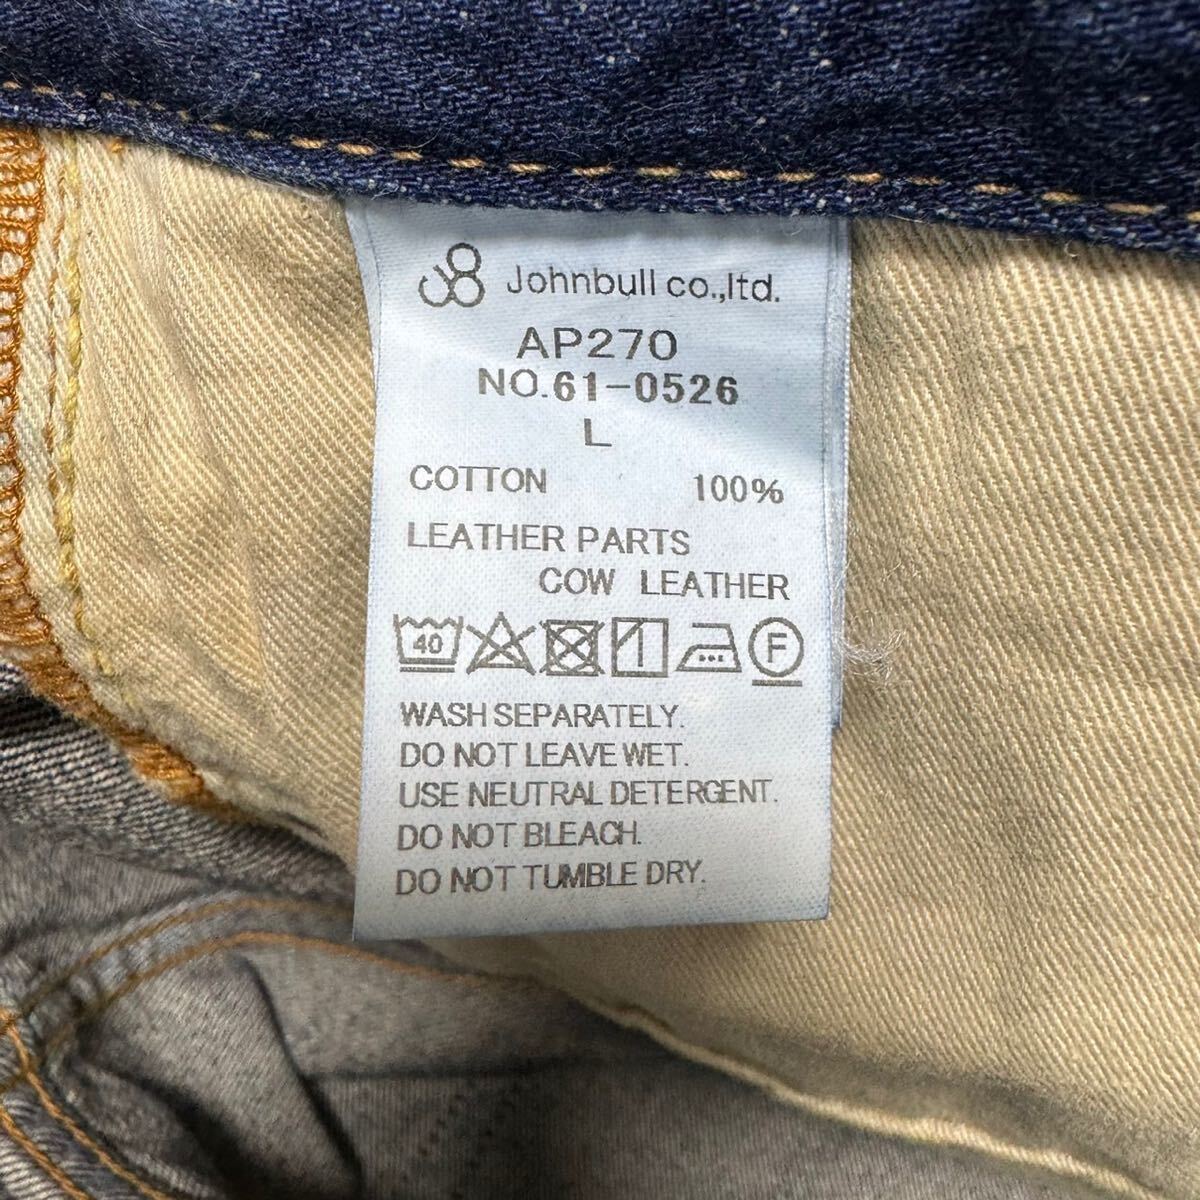 Johnbull co.,ltd.
AP270
NO.61-0526
L
COTTON 100%
LEATHER PARTS
COW LEATHER
40 F
WASH SEPARATELY.
DO NOT LEAVE WET.
USE NEUTRAL DETERGENT.
DO NOT BLEACH.
DO NOT TUMBLE DRY.